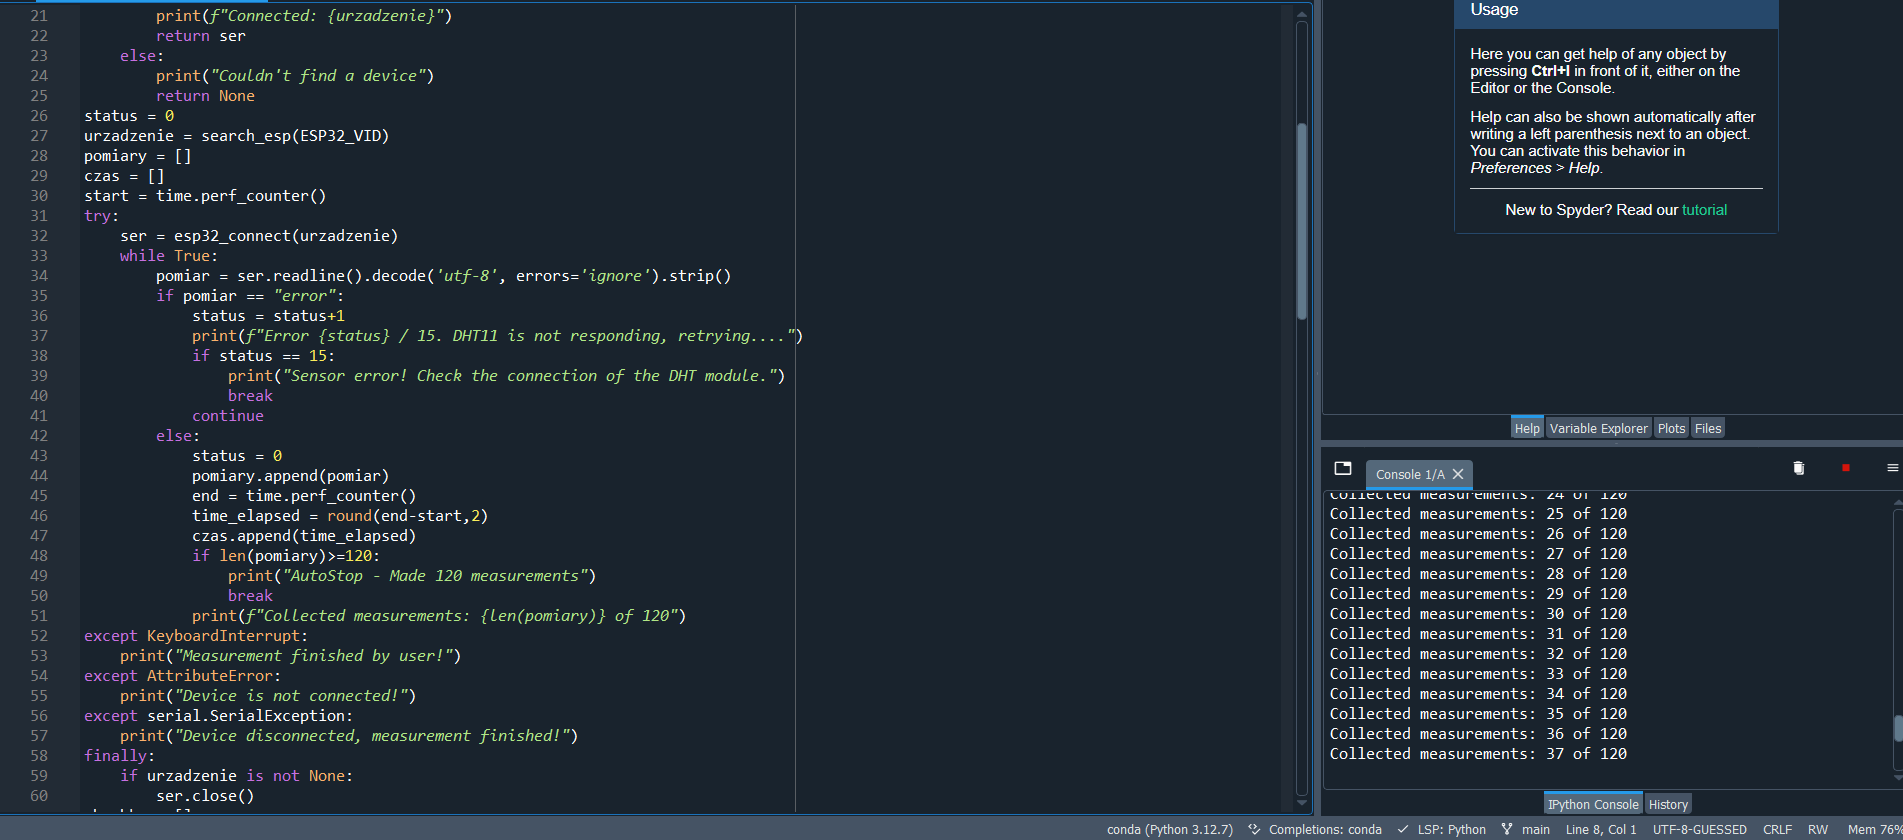 21 print(f"Connected: {urzadzenie}")
22 return ser
23 else:
24 print("Couldn't find a device")
25 return None
26 status = 0
27 urzadzenie = search_esp(ESP32_VID)
28 pomiary = []
29 czas = []
30 start = time.perf_counter()
31 try:
32 ser = esp32_connect(urzadzenie)
33 while True:
34 pomiar = ser.readline().decode('utf-8', errors='ignore').strip()
35 if pomiar == "error":
36 status = status+1
37 print(f"Error {status} / 15. DHT11 is not responding, retrying....")
38 if status == 15:
39 print("Sensor error! Check the connection of the DHT module.")
40 break
41 continue
42 else:
43 status = 0
44 pomiary.append(pomiar)
45 end = time.perf_counter()
46 time_elapsed = round(end-start,2)
47 czas.append(time_elapsed)
48 if len(pomiary)>=120:
49 print("AutoStop - Made 120 measurements")
50 break
51 print(f"Collected measurements: {len(pomiary)} of 120")
52 except KeyboardInterrupt:
53 print("Measurement finished by user!")
54 except AttributeError:
55 print("Device is not connected!")
56 except serial.SerialException:
57 print("Device disconnected, measurement finished!")
58 finally:
59 if urzadzenie is not None:
60 ser.close()
Usage
Here you can get help of any object by
pressing Ctrl+I in front of it, either on the
Editor or the Console.
Help can also be shown automatically after
writing a left parenthesis next to an object.
You can activate this behavior in
Preferences > Help.
New to Spyder? Read our tutorial
Help Variable Explorer Plots Files
Console 1/A
Collected measurements: 24 of 120
Collected measurements: 25 of 120
Collected measurements: 26 of 120
Collected measurements: 27 of 120
Collected measurements: 28 of 120
Collected measurements: 29 of 120
Collected measurements: 30 of 120
Collected measurements: 31 of 120
Collected measurements: 32 of 120
Collected measurements: 33 of 120
Collected measurements: 34 of 120
Collected measurements: 35 of 120
Collected measurements: 36 of 120
Collected measurements: 37 of 120
IPython Console History
conda (Python 3.12.7) Completions: conda LSP: Python main Line 8, Col 1 UTF-8-GUESSED CRLF RW Mem 76%